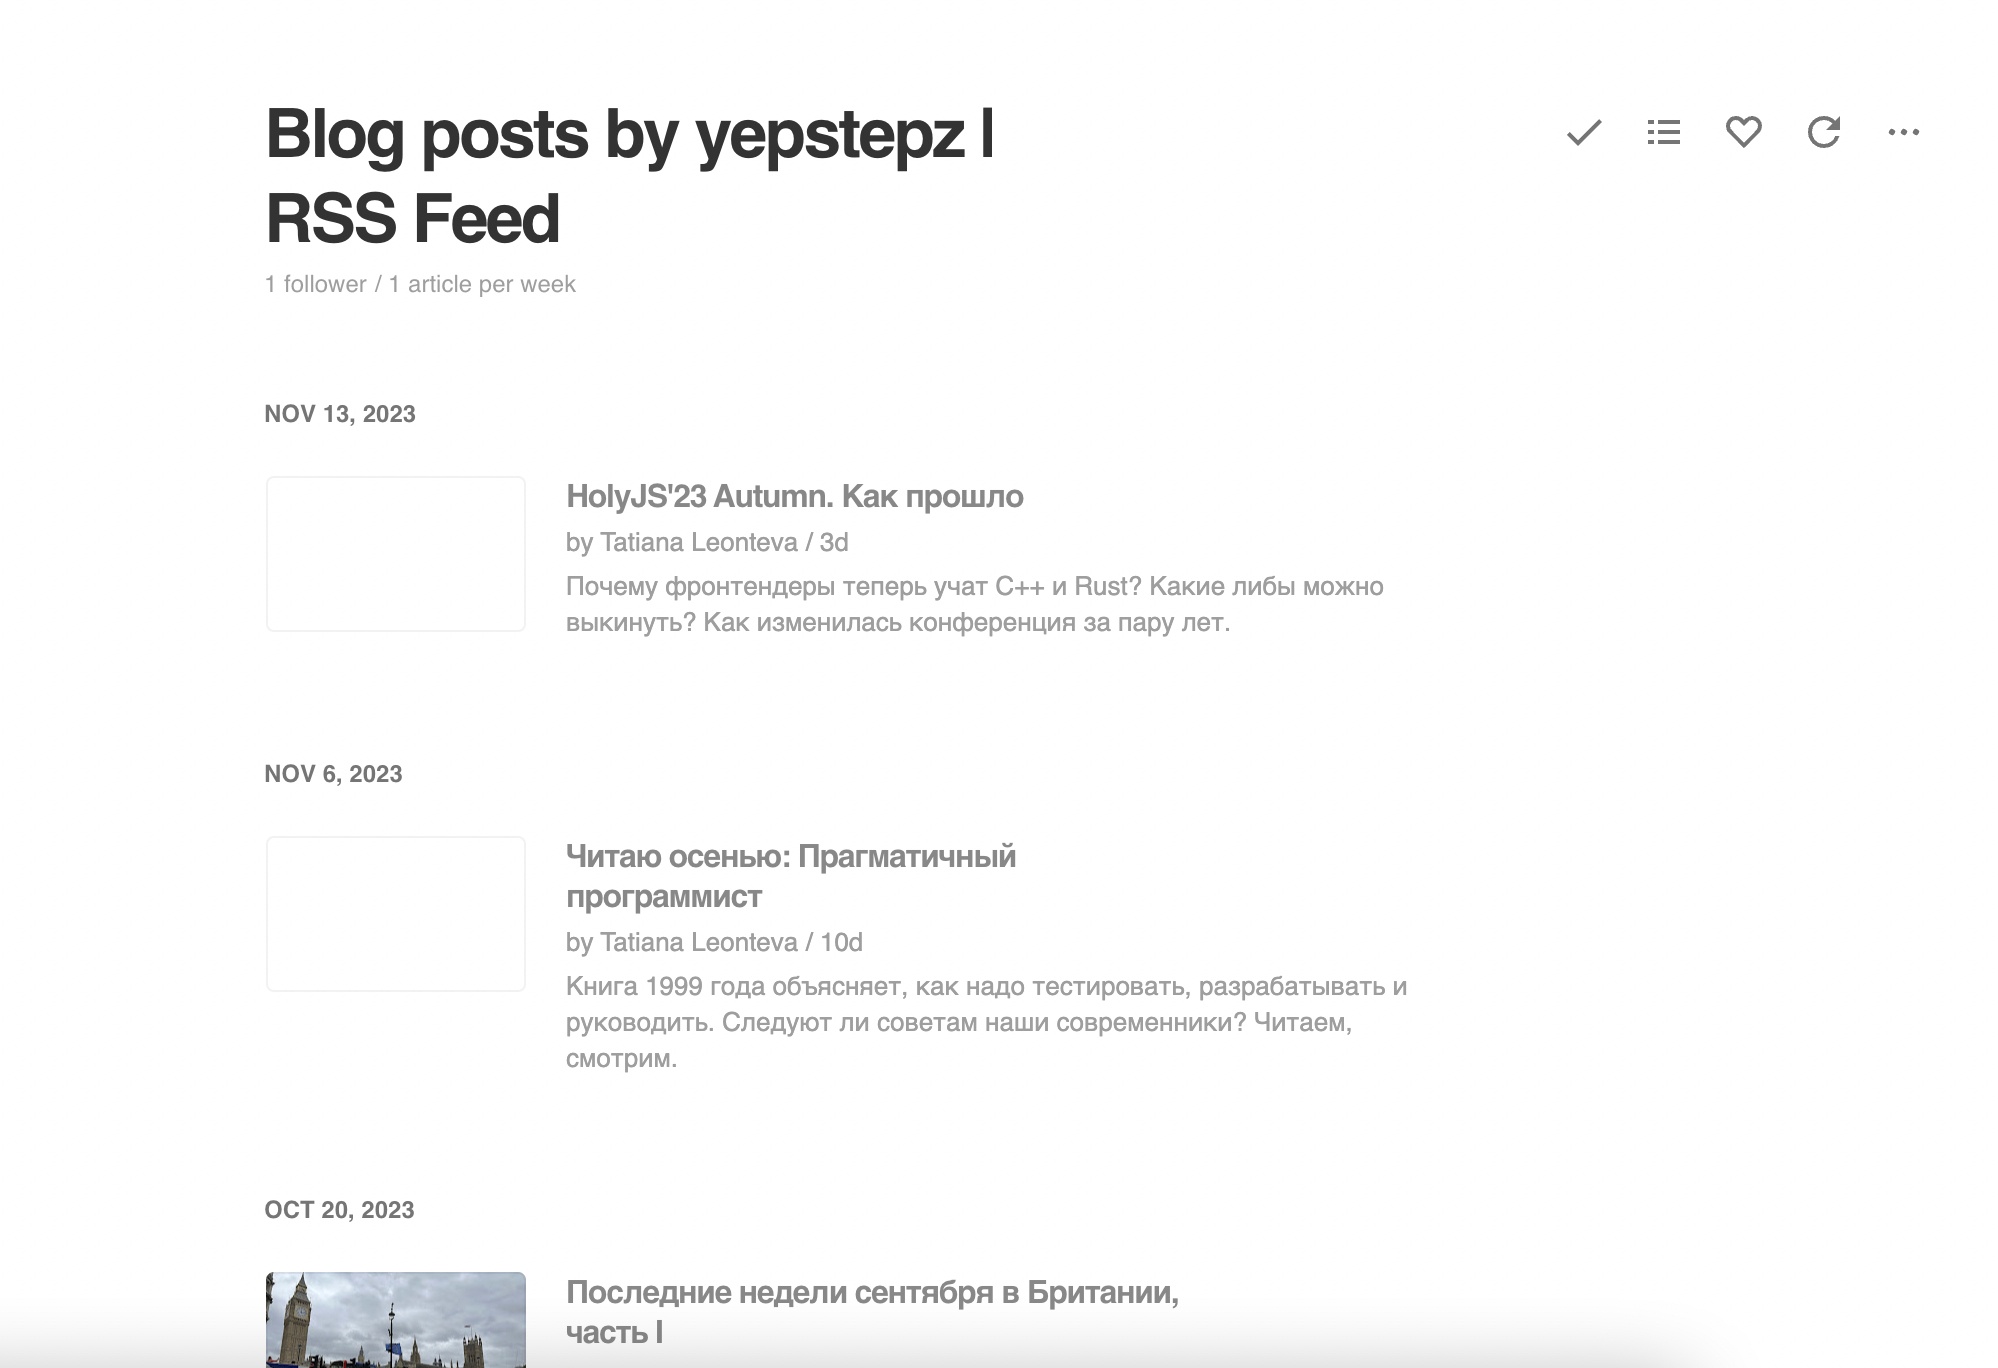 Blog posts by yepstepz |
RSS Feed
1 follower / 1 article per week
NOV 13, 2023
HolyJS'23 Autumn. Как прошло
by Tatiana Leonteva / 3d
Почему фронтендеры теперь учат C++ и Rust? Какие либы можно
выкинуть? Как изменилась конференция за пару лет.
NOV 6, 2023
Читаю осенью: Прагматичный
программист
by Tatiana Leonteva / 10d
Книга 1999 года объясняет, как надо тестировать, разрабатывать и
руководить. Следуют ли советам наши современники? Читаем,
смотрим.
OCT 20, 2023
Последние недели сентября в Британии,
часть I